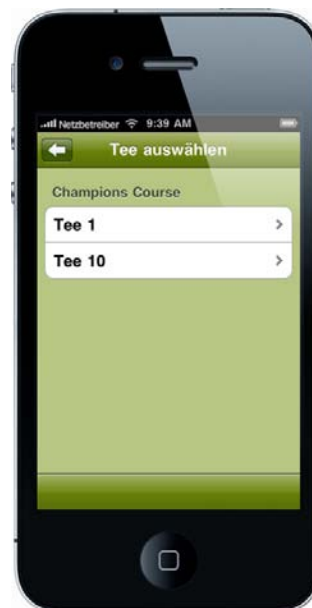 Netzbetreiber 9:39 AM
Tee auswählen
Champions Course
Tee 1
Tee 10